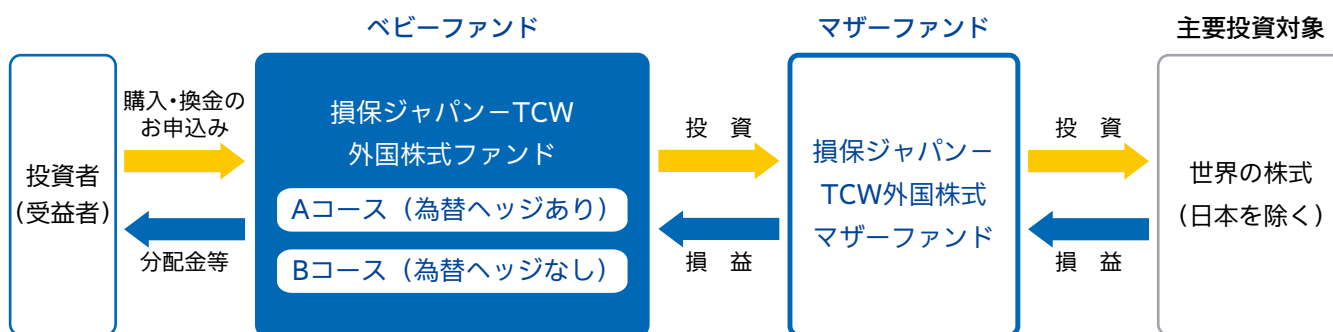 ベビーファンド
マザーファンド
主要投資対象
投資者
(受益者)
購入・換金の
お申込み
分配金等
損保ジャパン－TCW
外国株式ファンド
Aコース（為替ヘッジあり）
Bコース（為替ヘッジなし）
投　資
損　益
損保ジャパン－
TCW外国株式
マザーファンド
投　資
損　益
世界の株式
(日本を除く)